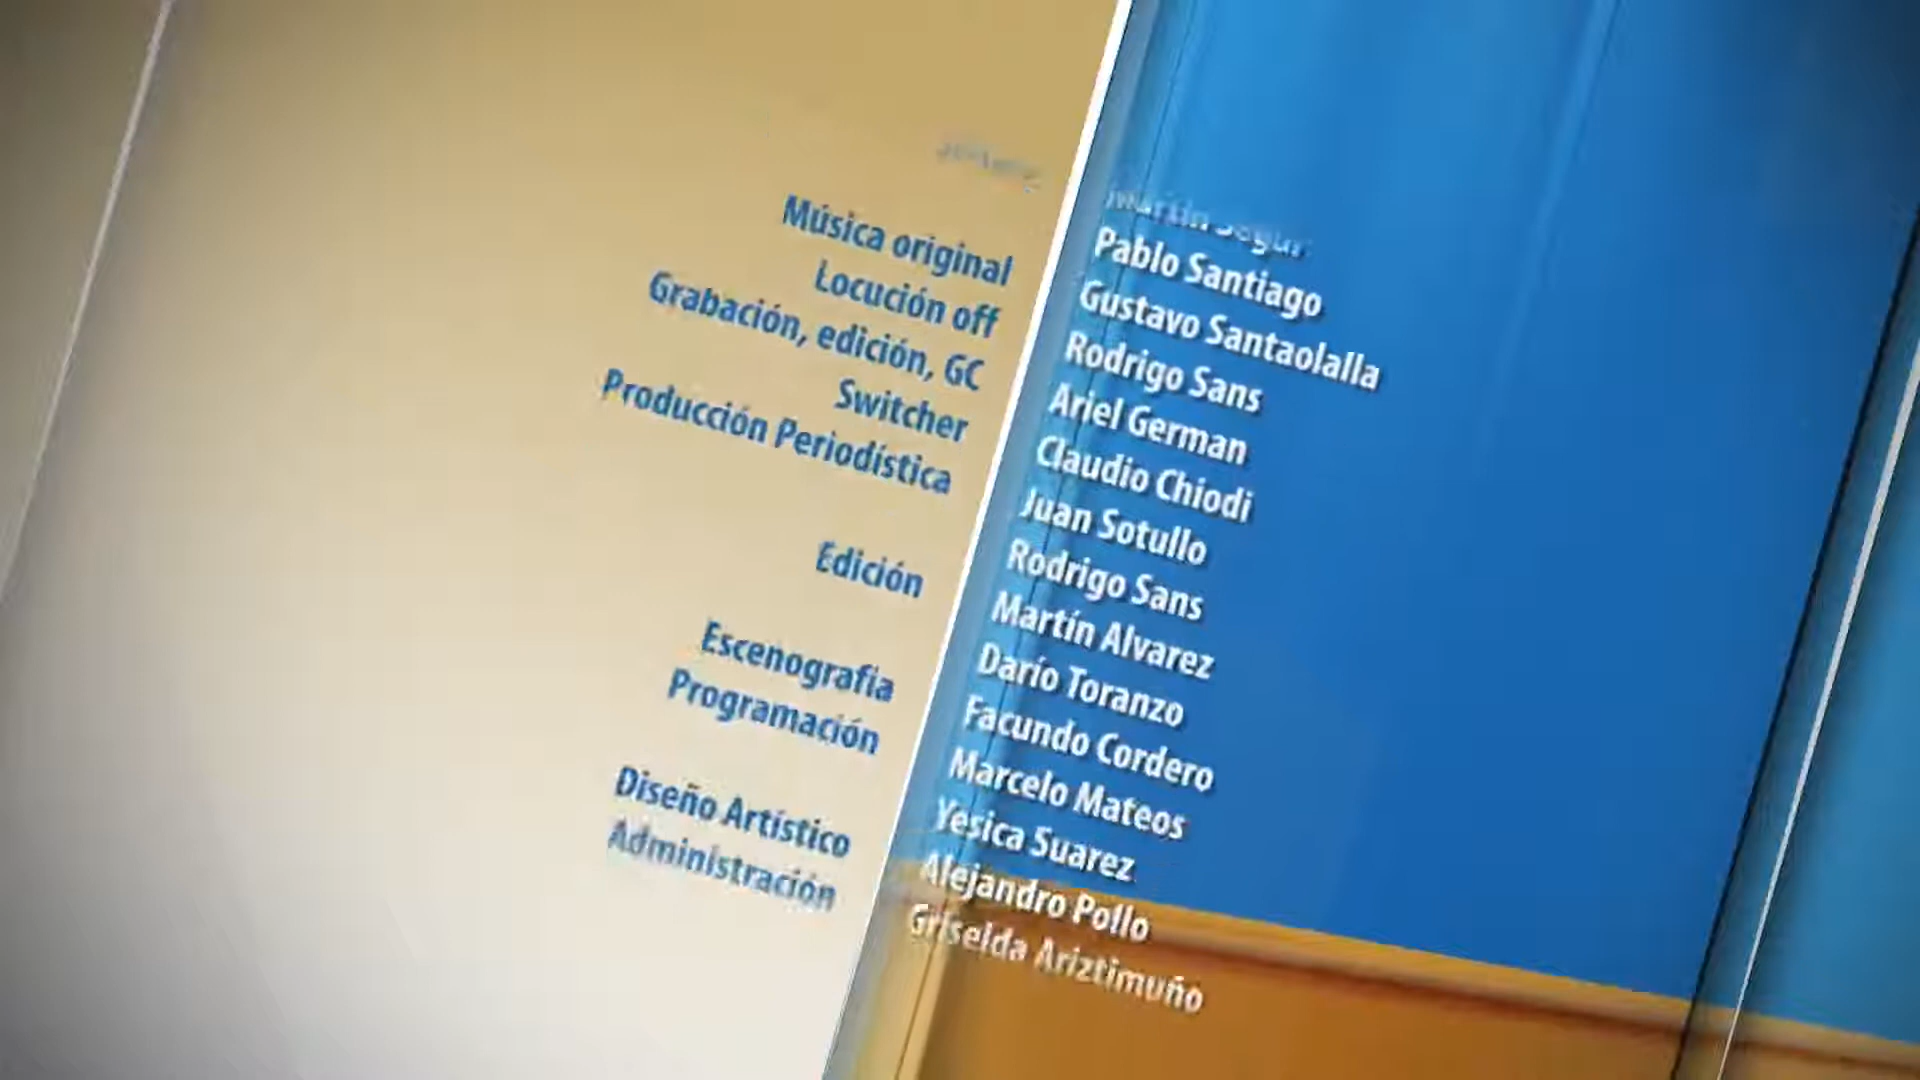 Pablo Santiago
Música original Gustavo Santaolalla
Locución off Rodrigo Sans
Grabación, edición, GC Ariel German
Switcher Claudio Chiodi
Producción Periodística Juan Sotullo
Rodrigo Sans
Edición Martín Alvarez
Darío Toranzo
Escenografia Facundo Cordero
Programación Marcelo Mateos
Yesica Suarez
Diseño Artístico Alejandro Pollo
Administración Griselda Ariztimuño